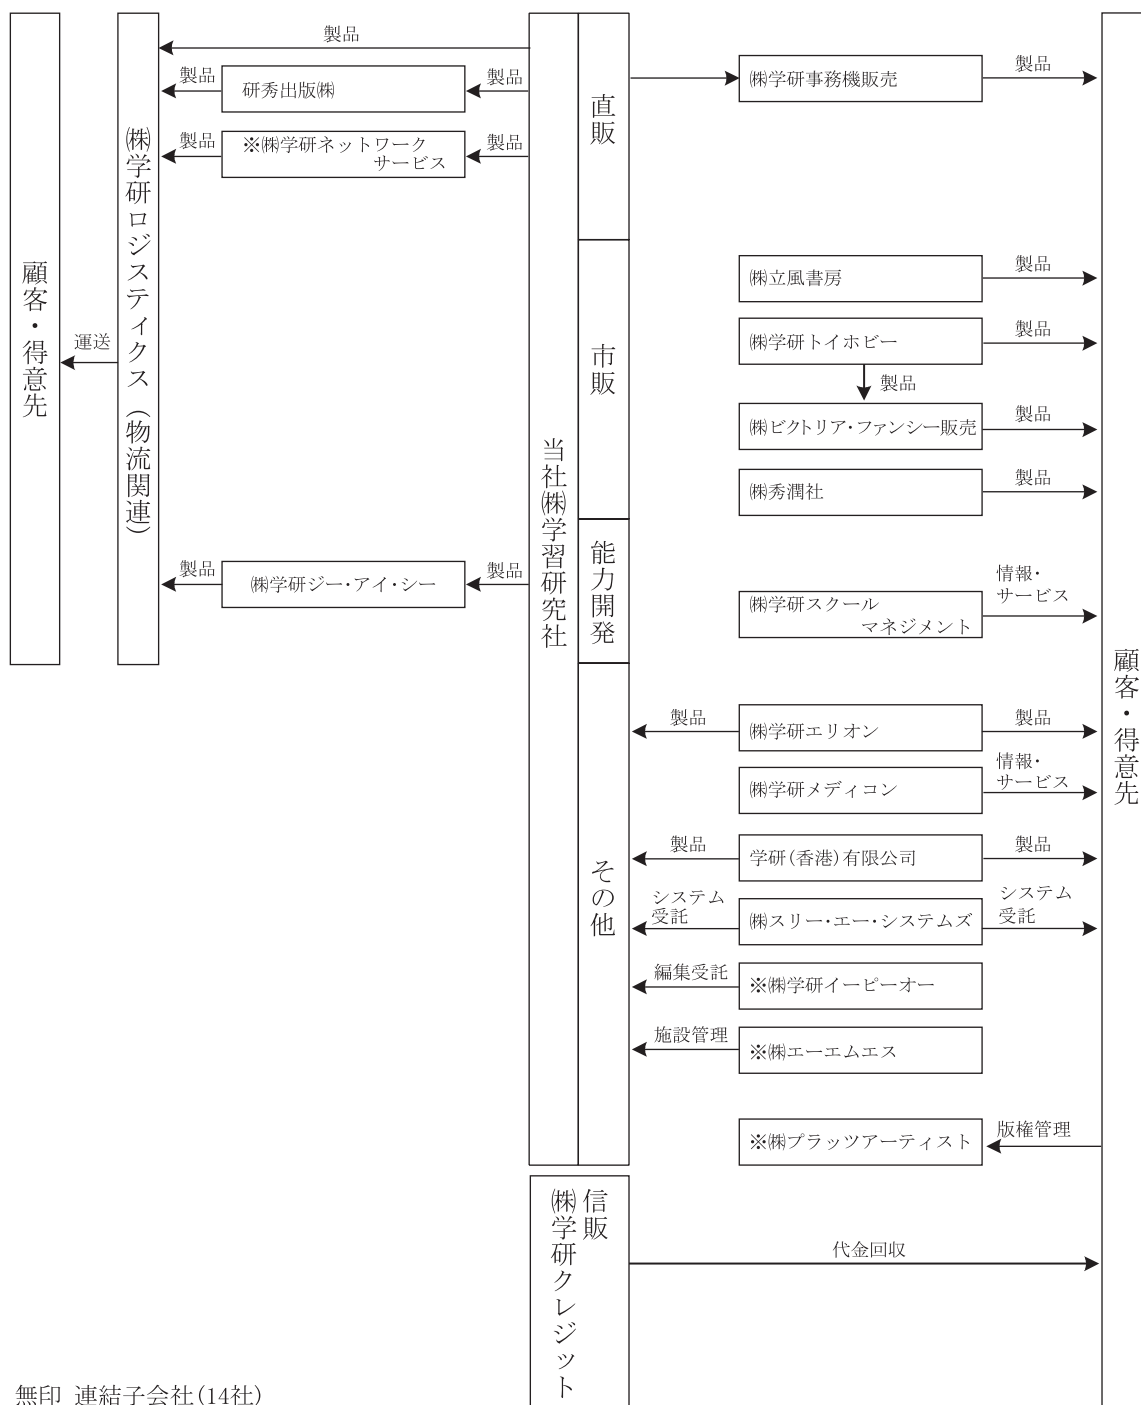 顧客・得意先
運送
㈱学研ロジスティクス（物流関連）
製品
製品
研秀出版㈱
製品
製品
※㈱学研ネットワーク
サービス
製品
製品
㈱学研ジー・アイ・シー
製品
当社㈱学習研究社
直販
市販
能力開発
その他
㈱学研事務機販売
製品
㈱立風書房
製品
㈱学研トイホビー
製品
製品
㈱ビクトリア・ファンシー販売
製品
㈱秀潤社
製品
㈱学研スクール
マネジメント
情報・
サービス
製品
㈱学研エリオン
製品
㈱学研メディコン
情報・
サービス
製品
学研(香港)有限公司
製品
システム
受託
㈱スリー・エー・システムズ
システム
受託
編集受託
※㈱学研イーピーオー
施設管理
※㈱エーエムエス
※㈱プラッツアーティスト
版権管理
信販
㈱学研クレジット
代金回収
顧客・得意先
無印 連結子会社(14社)